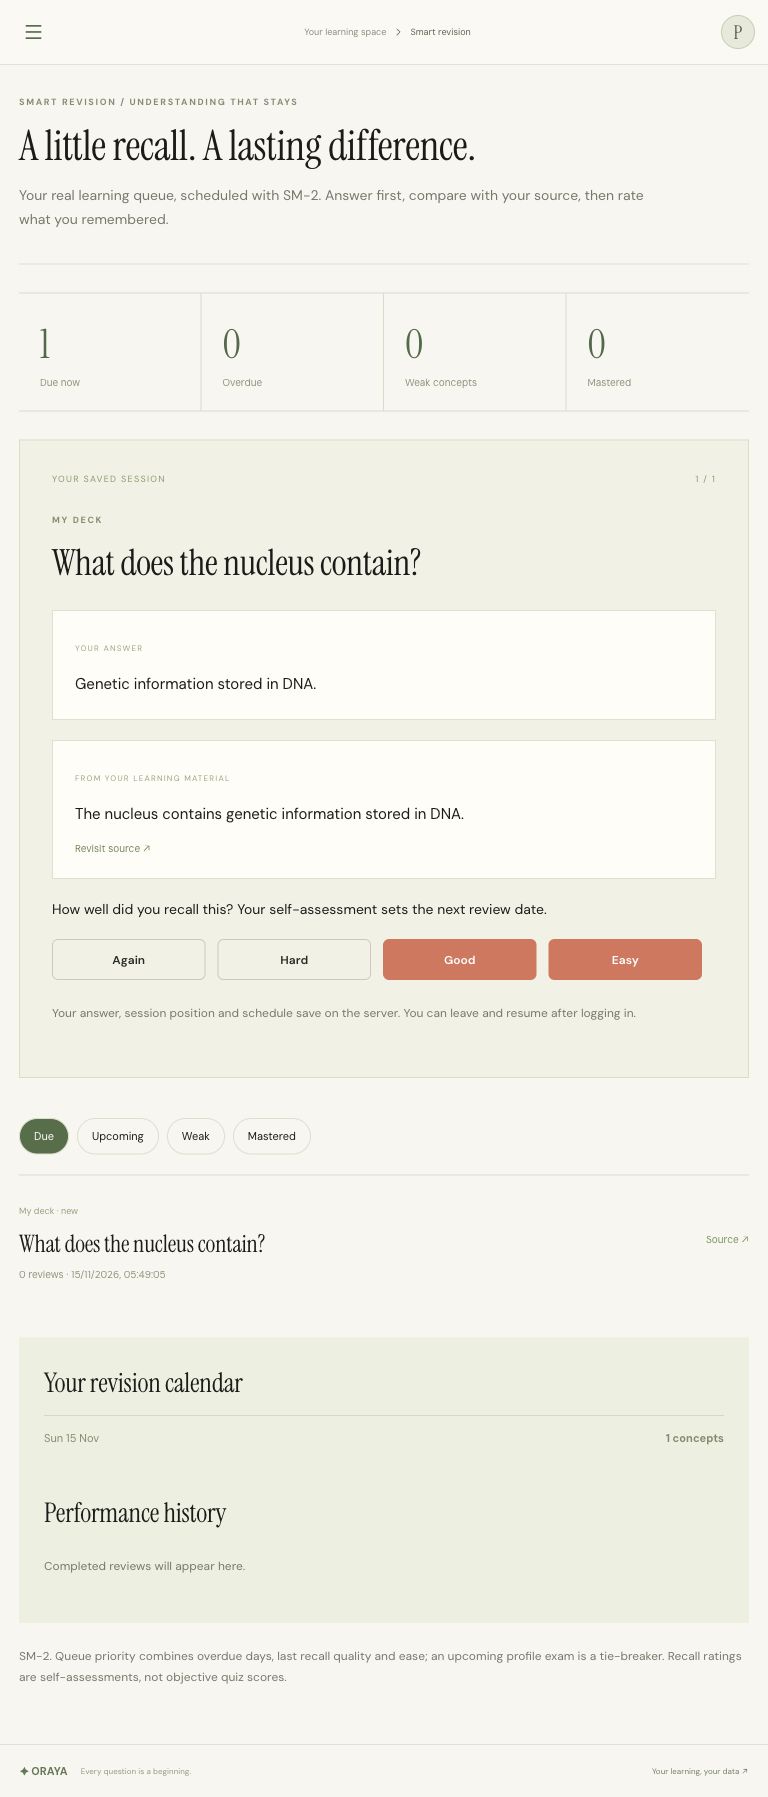 Your learning space > Smart revision
P
SMART REVISION / UNDERSTANDING THAT STAYS
A little recall. A lasting difference.
Your real learning queue, scheduled with SM-2. Answer first, compare with your source, then rate
what you remembered.
1
Due now
0
Overdue
0
Weak concepts
0
Mastered
YOUR SAVED SESSION
1 / 1
MY DECK
What does the nucleus contain?
YOUR ANSWER
Genetic information stored in DNA.
FROM YOUR LEARNING MATERIAL
The nucleus contains genetic information stored in DNA.
Revisit source ↗
How well did you recall this? Your self-assessment sets the next review date.
Again
Hard
Good
Easy
Your answer, session position and schedule save on the server. You can leave and resume after logging in.
Due
Upcoming
Weak
Mastered
My deck · new
What does the nucleus contain?
Source ↗
0 reviews · 15/11/2026, 05:49:05
Your revision calendar
Sun 15 Nov
1 concepts
Performance history
Completed reviews will appear here.
SM-2. Queue priority combines overdue days, last recall quality and ease; an upcoming profile exam is a tie-breaker. Recall ratings
are self-assessments, not objective quiz scores.
✦ ORAYA
Every question is a beginning.
Your learning, your data ↗